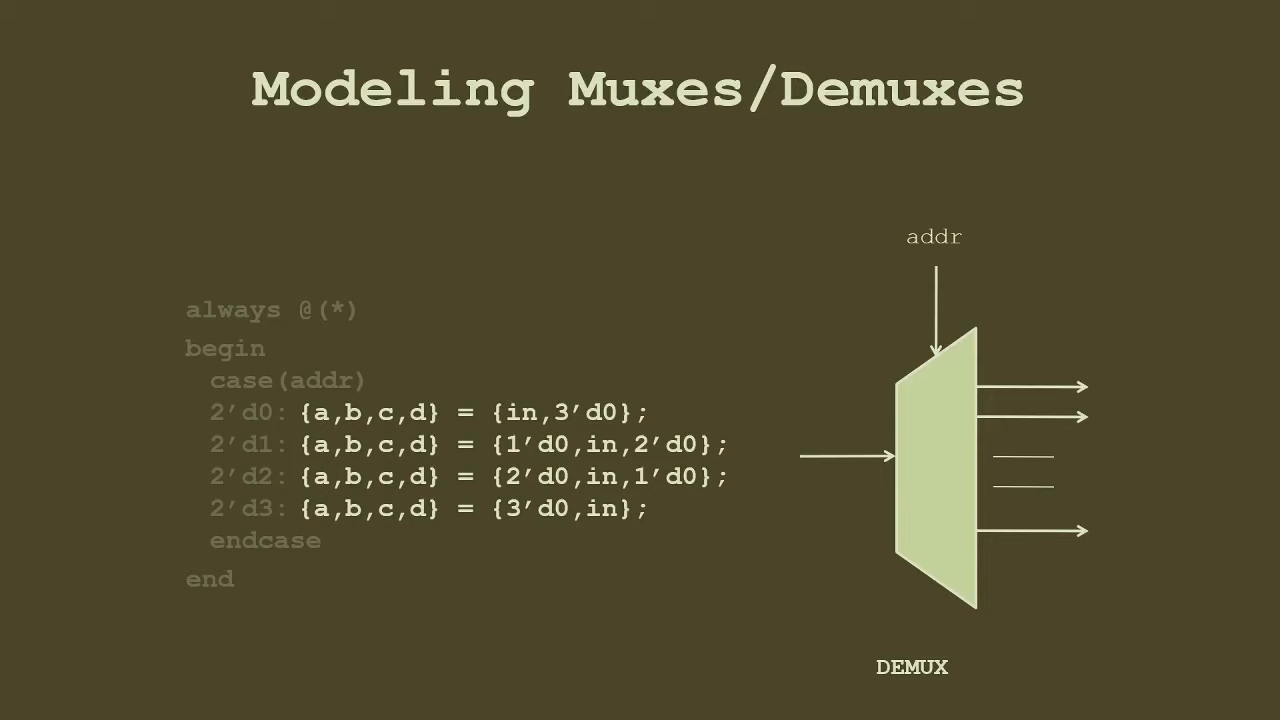 Modeling Muxes/Demuxes
addr
always @(*)
begin
case(addr)
2’d0: {a,b,c,d} = {in,3’d0};
2’d1: {a,b,c,d} = {1’d0,in,2’d0};
2’d2: {a,b,c,d} = {2’d0,in,1’d0};
2’d3: {a,b,c,d} = {3’d0,in};
endcase
end
DEMUX